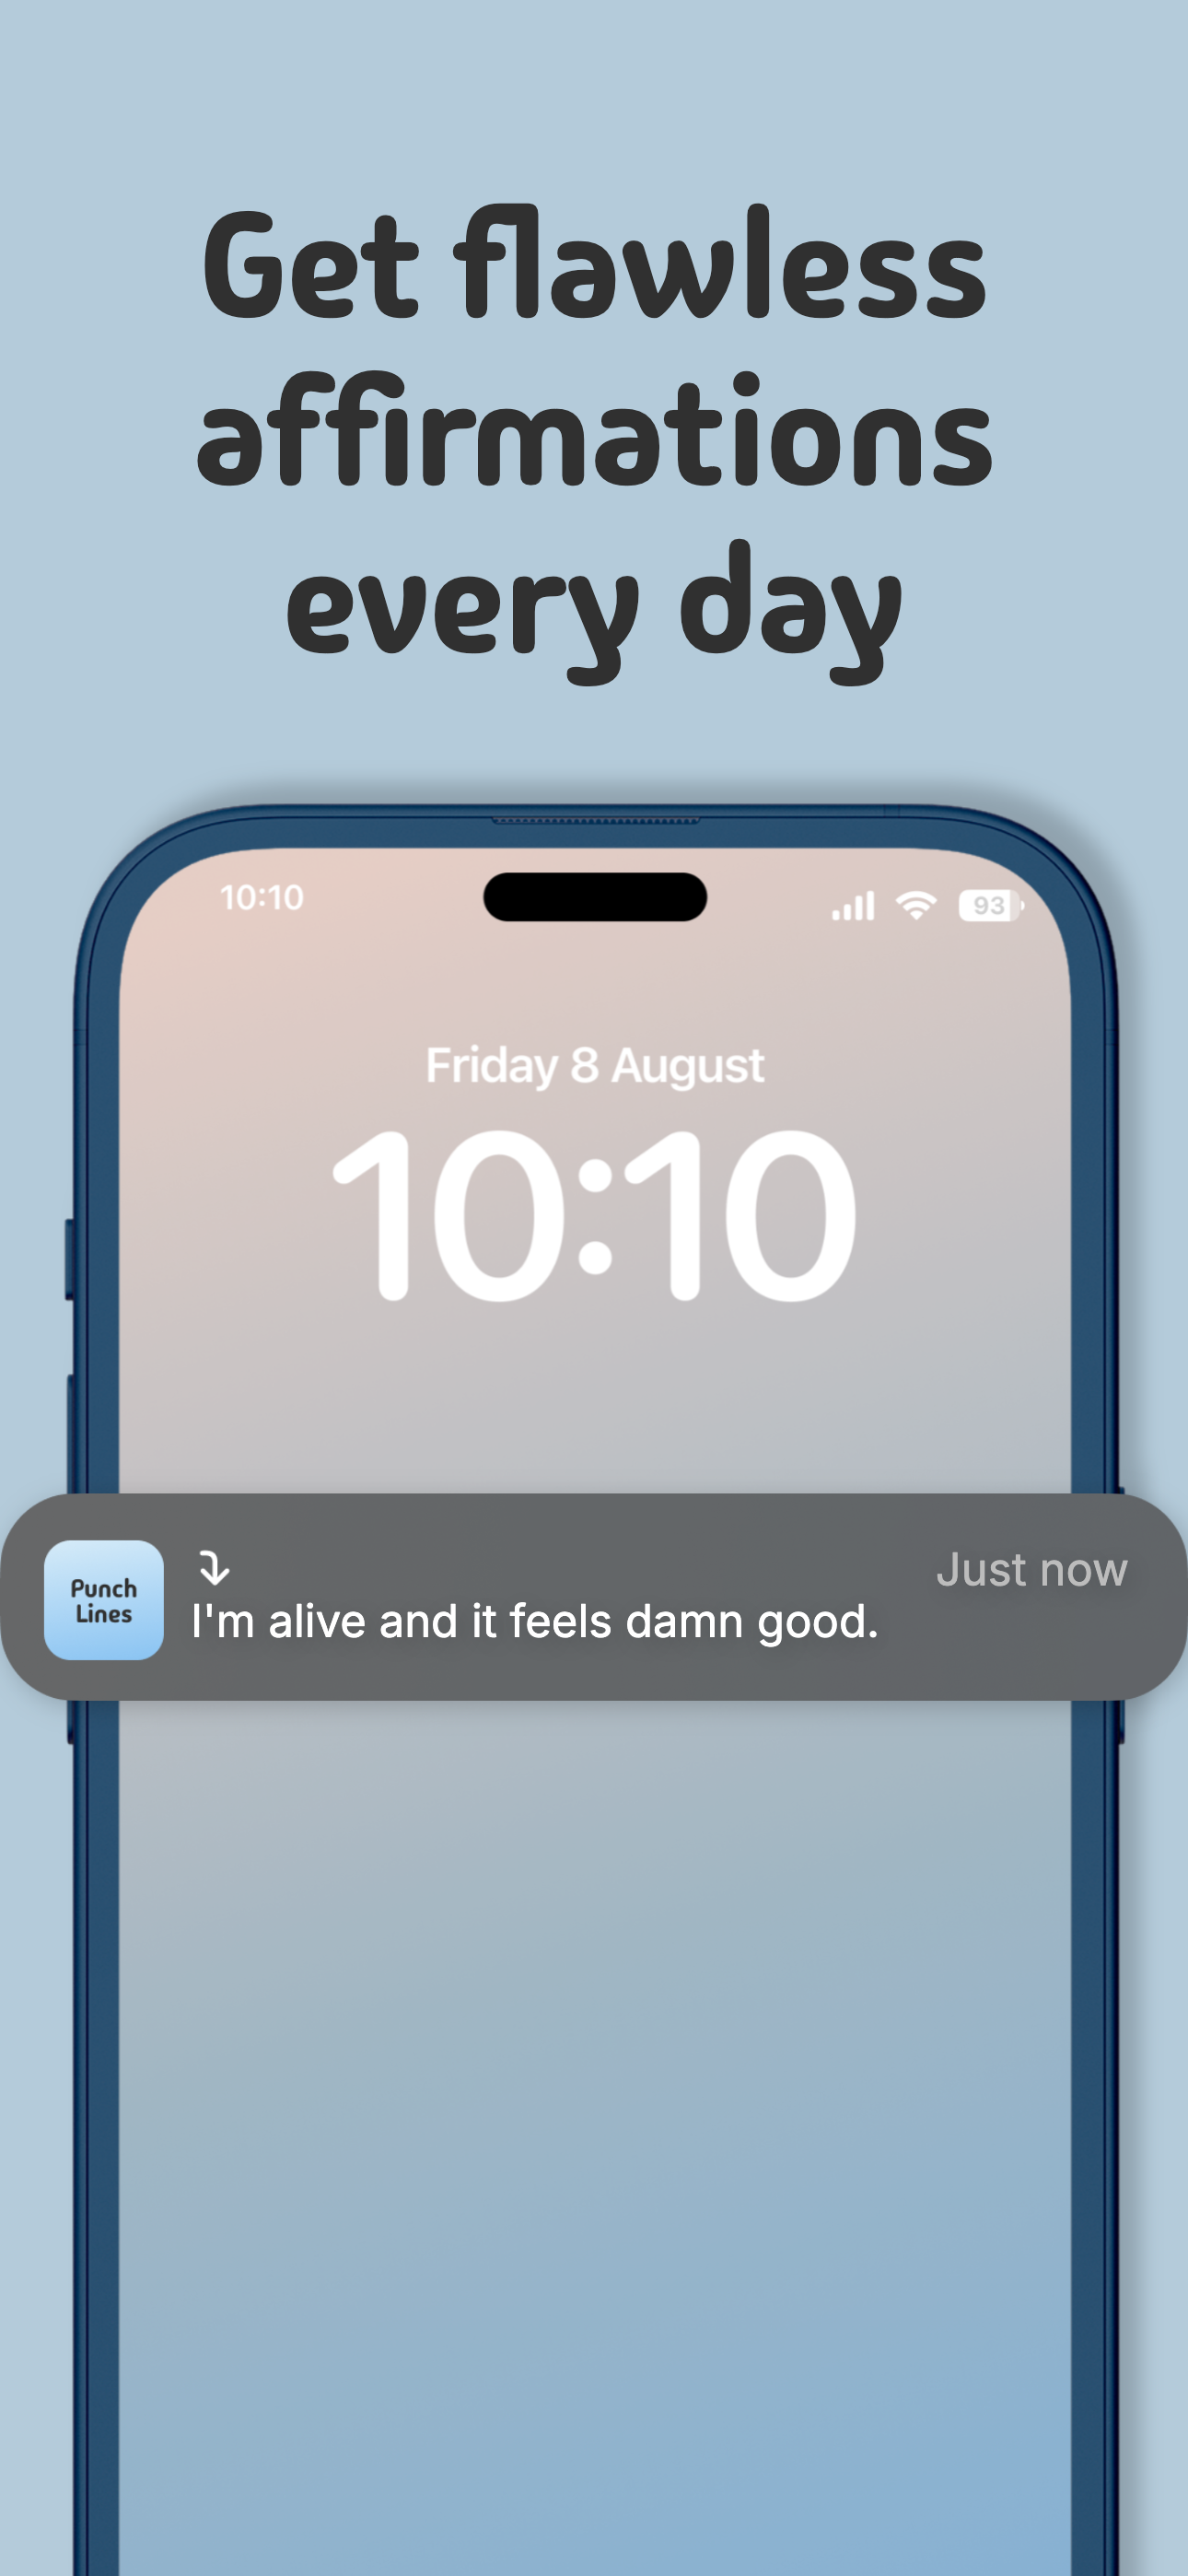 Get flawless
affirmations
every day
10:10
93
Friday 8 August
10:10
Punch
Lines
Just now
I'm alive and it feels damn good.